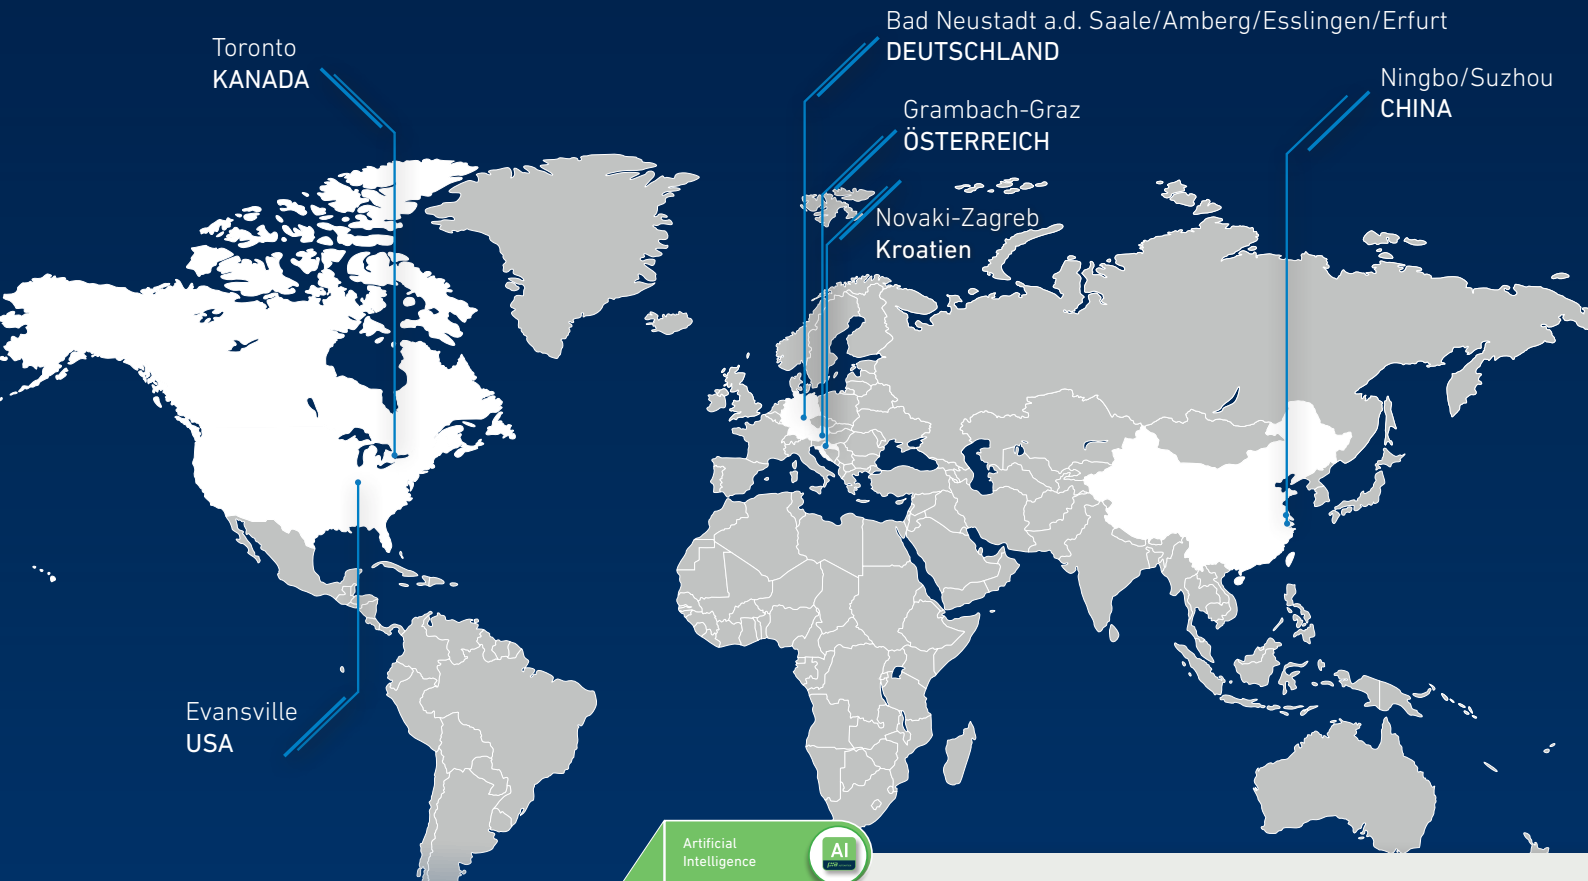 Toronto
KANADA
Bad Neustadt a.d. Saale/Amberg/Esslingen/Erfurt
DEUTSCHLAND
Ningbo/Suzhou
CHINA
Grambach-Graz
ÖSTERREICH
Novaki-Zagreb
Kroatien
Evansville
USA
Artificial
Intelligence
AI